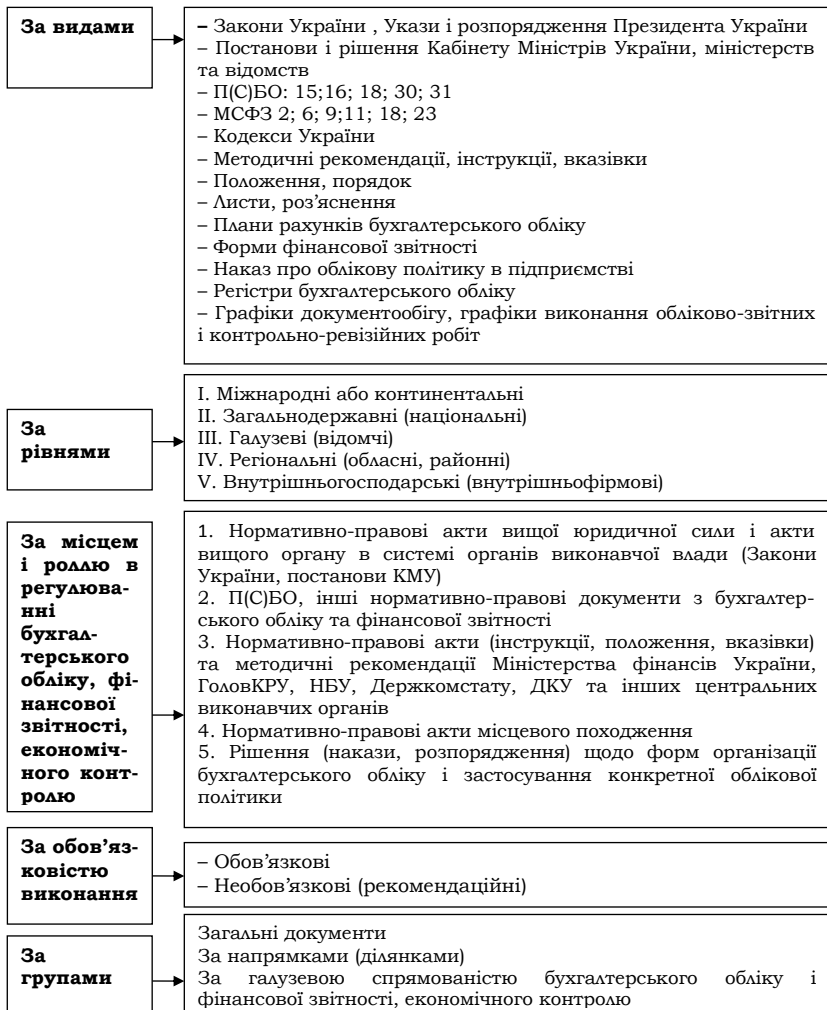 За видами
– Закони України , Укази і розпорядження Президента України
– Постанови і рішення Кабінету Міністрів України, міністерств
та відомств
– П(С)БО: 15;16; 18; 30; 31
– МСФЗ 2; 6; 9;11; 18; 23
– Кодекси України
– Методичні рекомендації, інструкції, вказівки
– Положення, порядок
– Листи, роз’яснення
– Плани рахунків бухгалтерського обліку
– Форми фінансової звітності
– Наказ про облікову політику в підприємстві
– Регістри бухгалтерського обліку
– Графіки документообігу, графіки виконання обліково-звітних
і контрольно-ревізійних робіт
За
рівнями
I. Міжнародні або континентальні
II. Загальнодержавні (національні)
III. Галузеві (відомчі)
IV. Регіональні (обласні, районні)
V. Внутрішньогосподарські (внутрішньофірмові)
За місцем
і роллю в
регулюва-
нні
бухгал-
терського
обліку, фі-
нансової
звітності,
економіч-
ного конт-
ролю
1. Нормативно-правові акти вищої юридичної сили і акти
вищого органу в системі органів виконавчої влади (Закони
України, постанови КМУ)
2. П(С)БО, інші нормативно-правові документи з бухгалтер-
ського обліку та фінансової звітності
3. Нормативно-правові акти (інструкції, положення, вказівки)
та методичні рекомендації Міністерства фінансів України,
ГоловКРУ, НБУ, Держкомстату, ДКУ та інших центральних
виконавчих органів
4. Нормативно-правові акти місцевого походження
5. Рішення (накази, розпорядження) щодо форм організації
бухгалтерського обліку і застосування конкретної облікової
політики
За обов’яз-
ковістю
виконання
– Обов’язкові
– Необов’язкові (рекомендаційні)
За
групами
Загальні документи
За напрямками (ділянками)
За галузевою спрямованістю бухгалтерського обліку і
фінансової звітності, економічного контролю